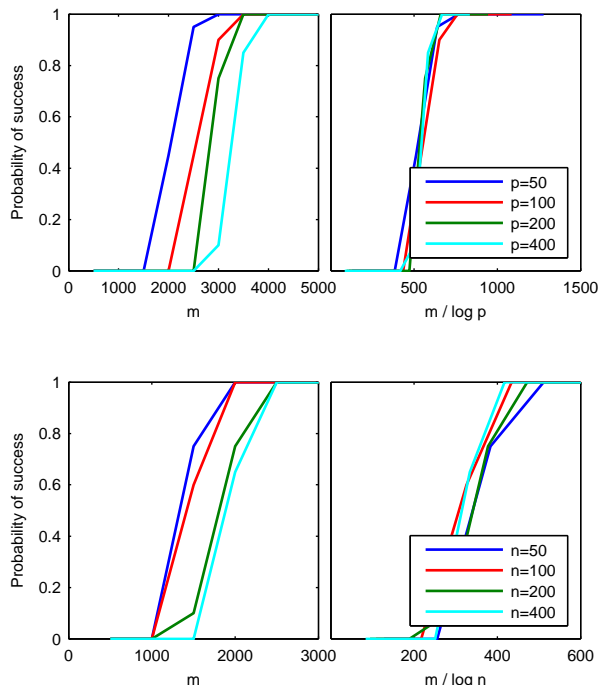 1
0.8
0.6
0.4
0.2
0
Probability of success
0 1000 2000 3000 4000 5000
m
p=50
p=100
p=200
p=400
500 1000 1500
m / log p
1
0.8
0.6
0.4
0.2
0
Probability of success
0 1000 2000 3000
m
n=50
n=100
n=200
n=400
200 400 600
m / log n